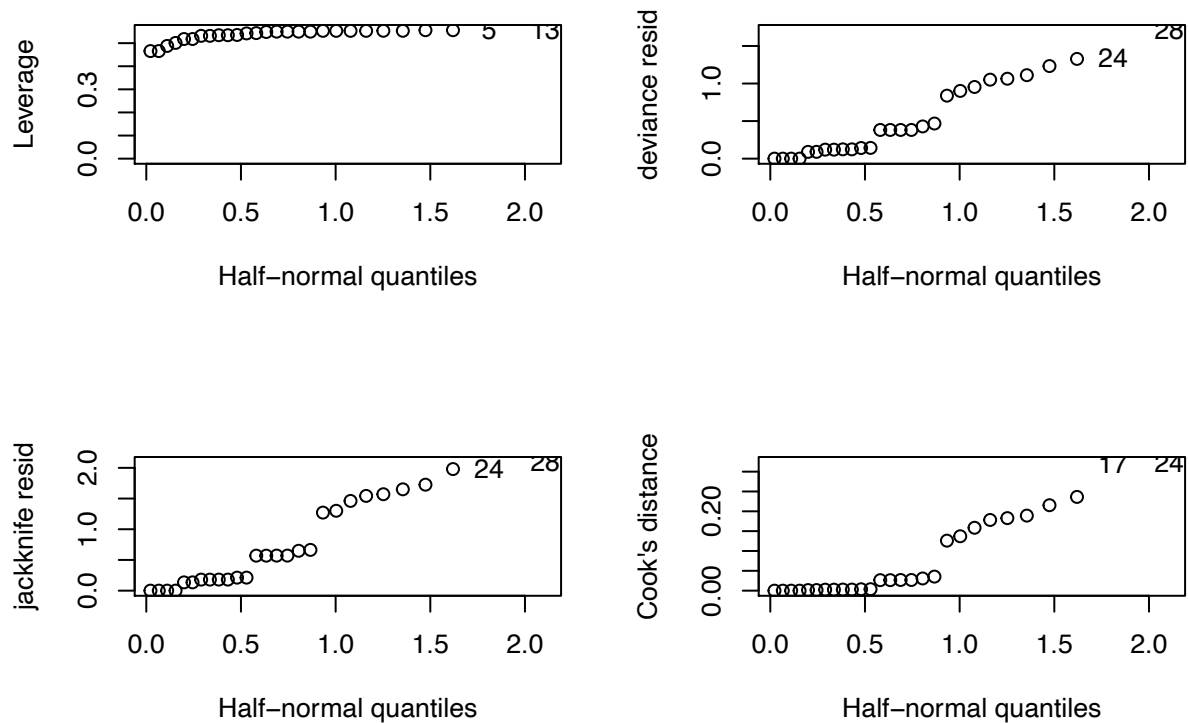 Leverage
0.0
0.3
5
13
0.0 0.5 1.0 1.5 2.0
Half−normal quantiles
deviance resid
0.0
1.0
28
24
0.0 0.5 1.0 1.5 2.0
Half−normal quantiles
jackknife resid
0.0
1.0
2.0
24
28
0.0 0.5 1.0 1.5 2.0
Half−normal quantiles
Cook's distance
0.00
0.20
17
24
0.0 0.5 1.0 1.5 2.0
Half−normal quantiles